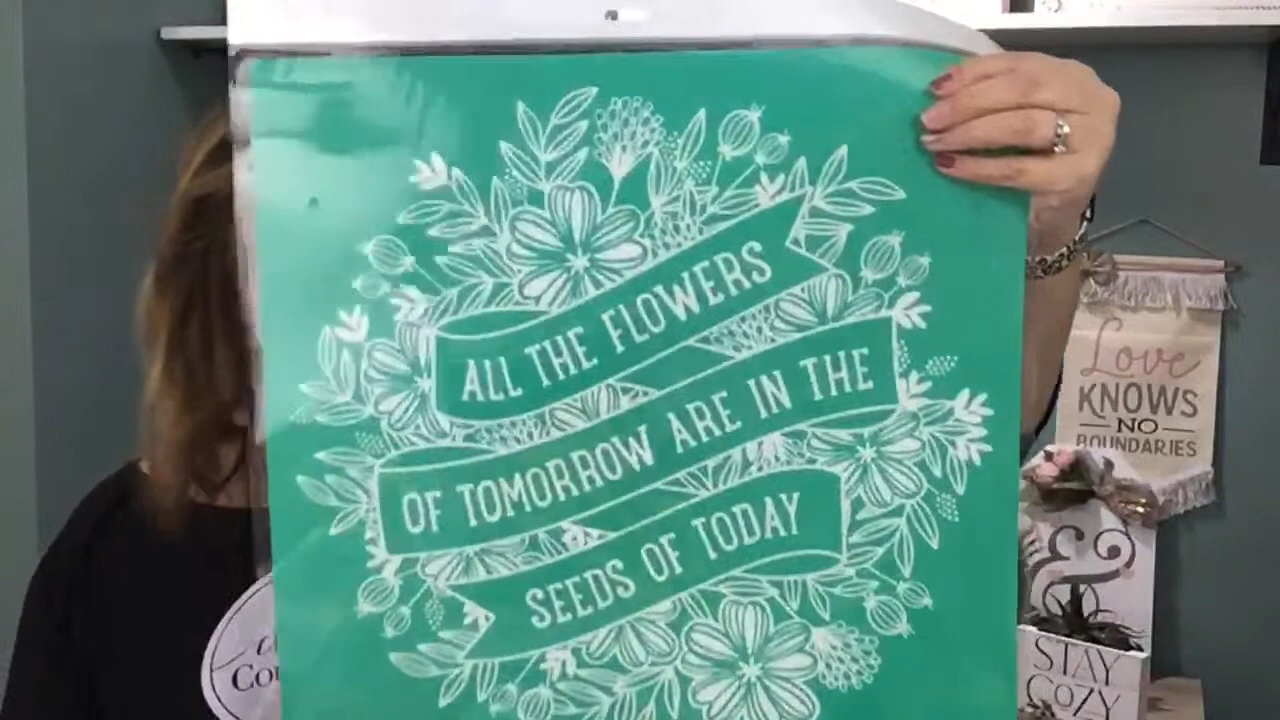 ALL THE FLOWERS
OF TOMORROW ARE IN THE
SEEDS OF TODAY
Love
KNOWS
NO
BOUNDARIES
&
STAY
COZY